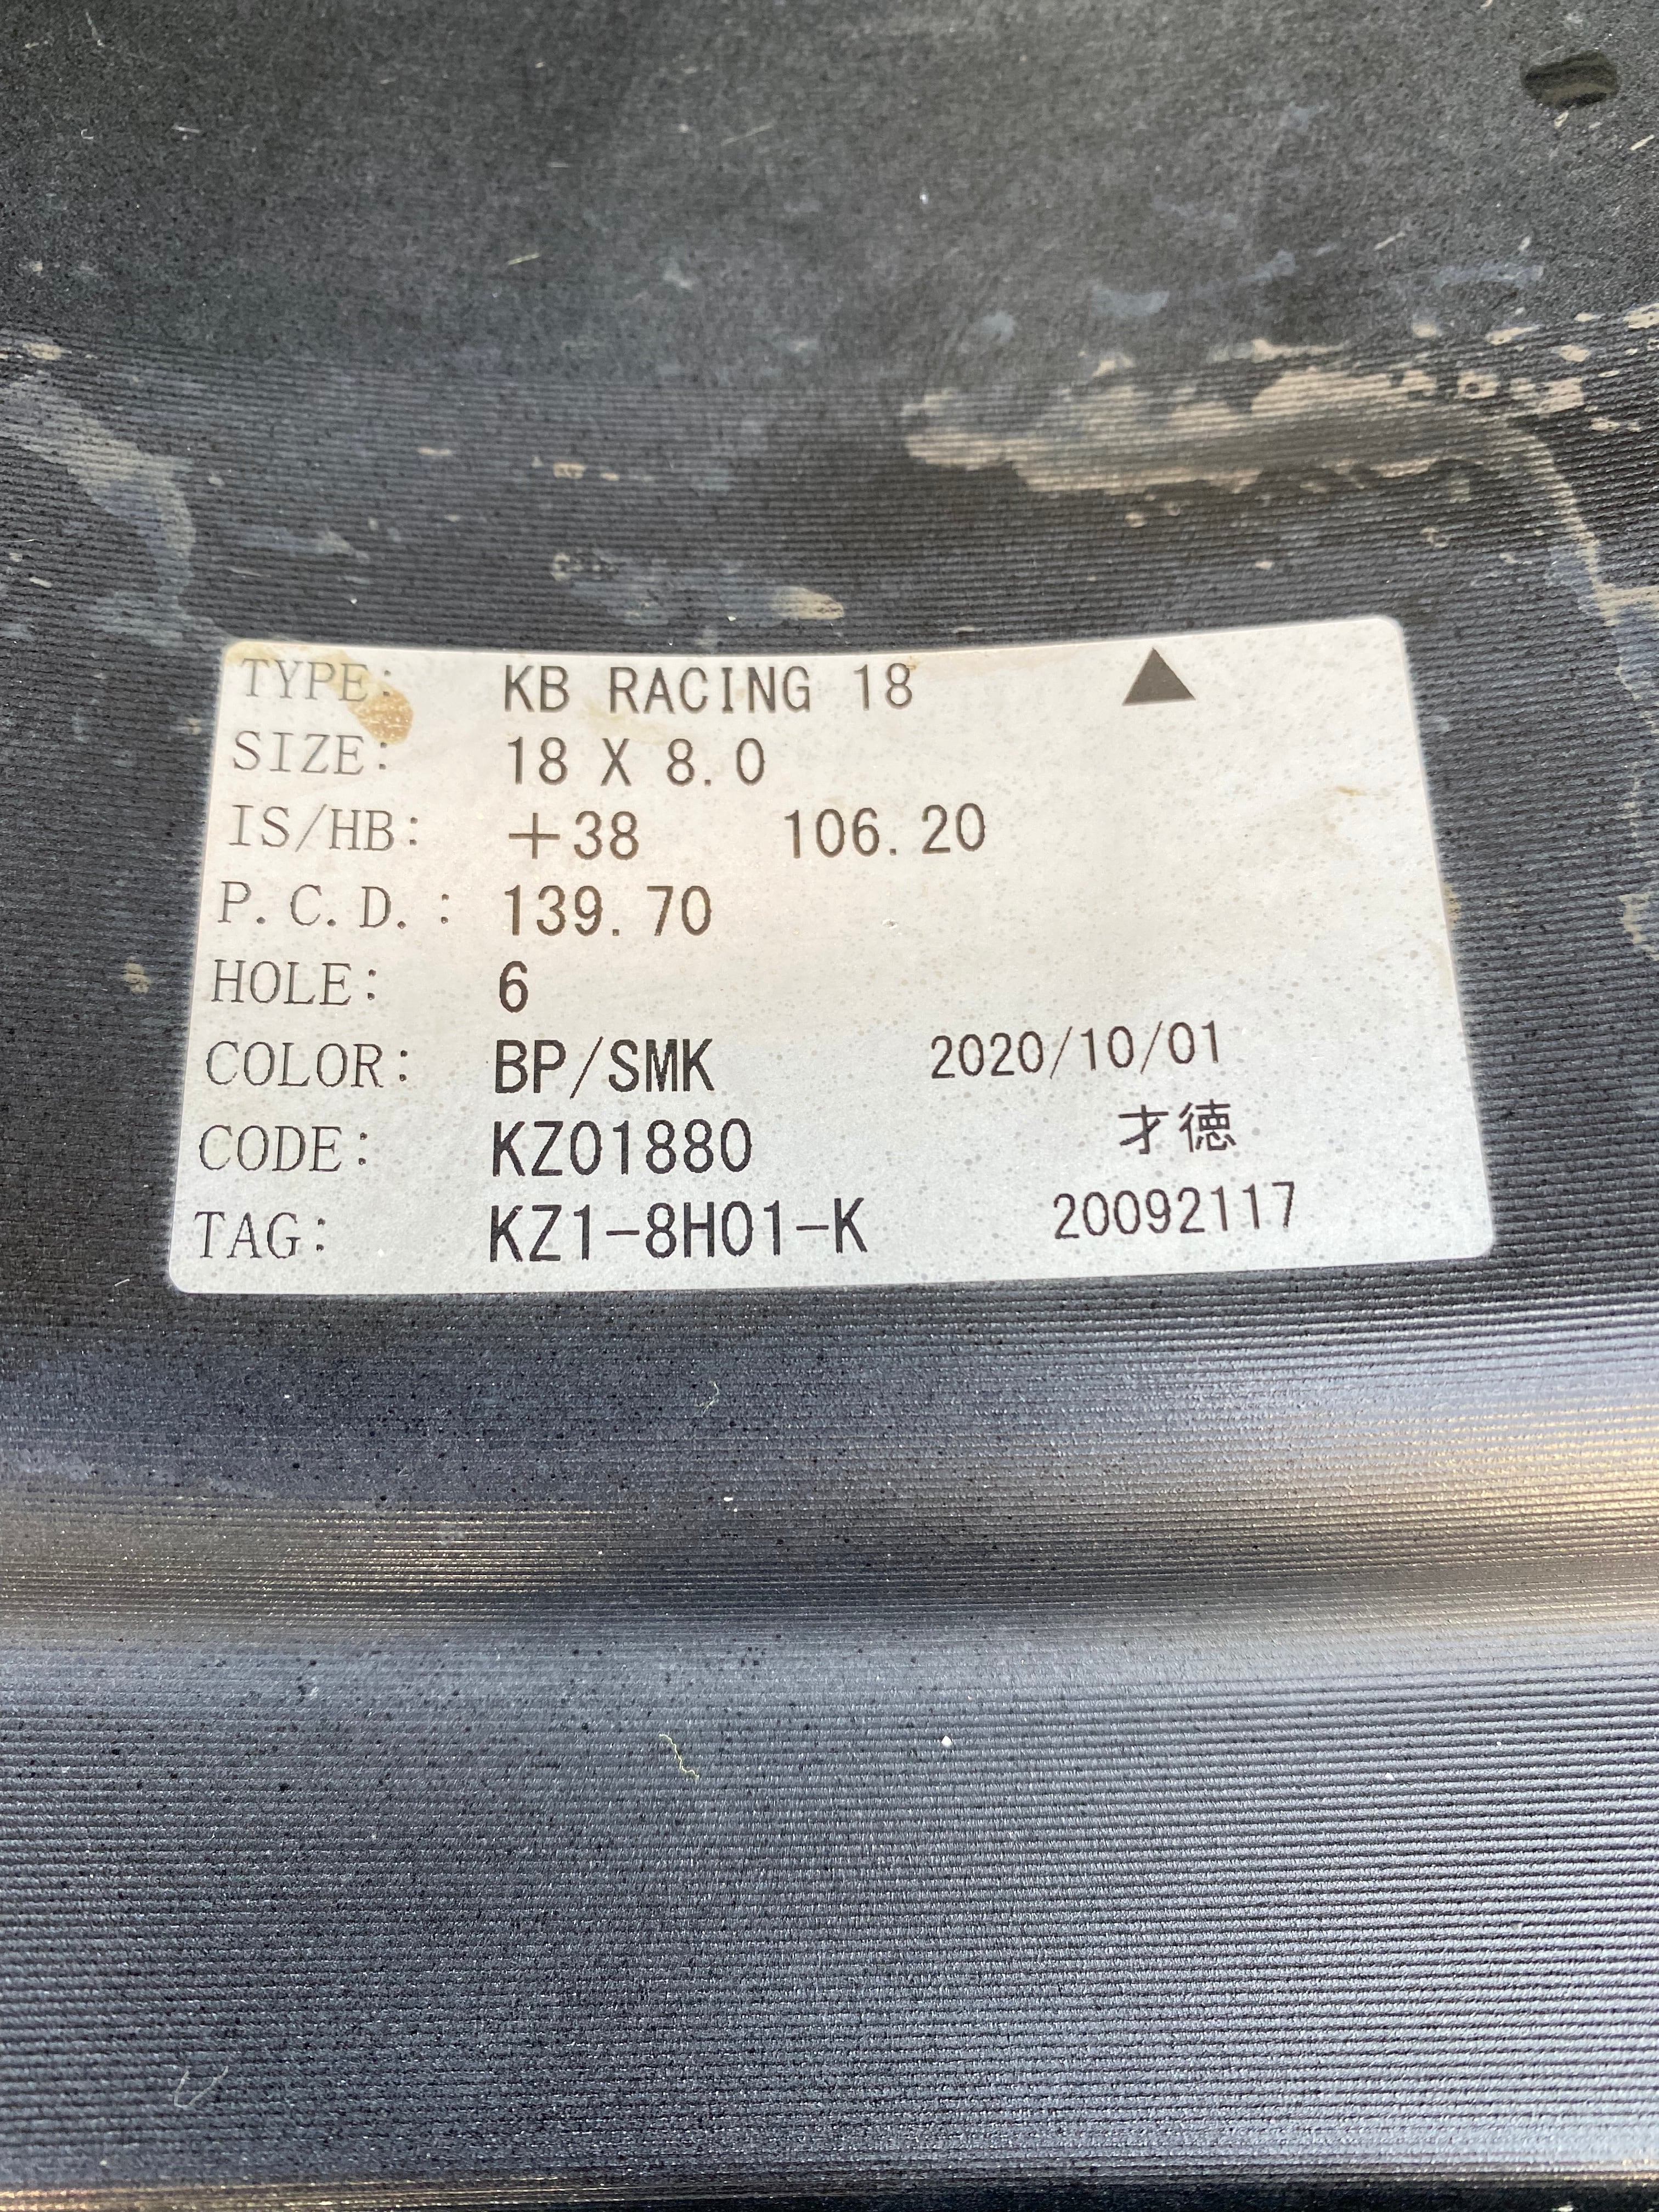 TYPE: KB RACING 18 ▲
SIZE: 18 X 8.0
IS/HB: +38 106.20
P.C.D.: 139.70
HOLE: 6
COLOR: BP/SMK 2020/10/01
CODE: KZ01880 才徳
TAG: KZ1-8H01-K 20092117